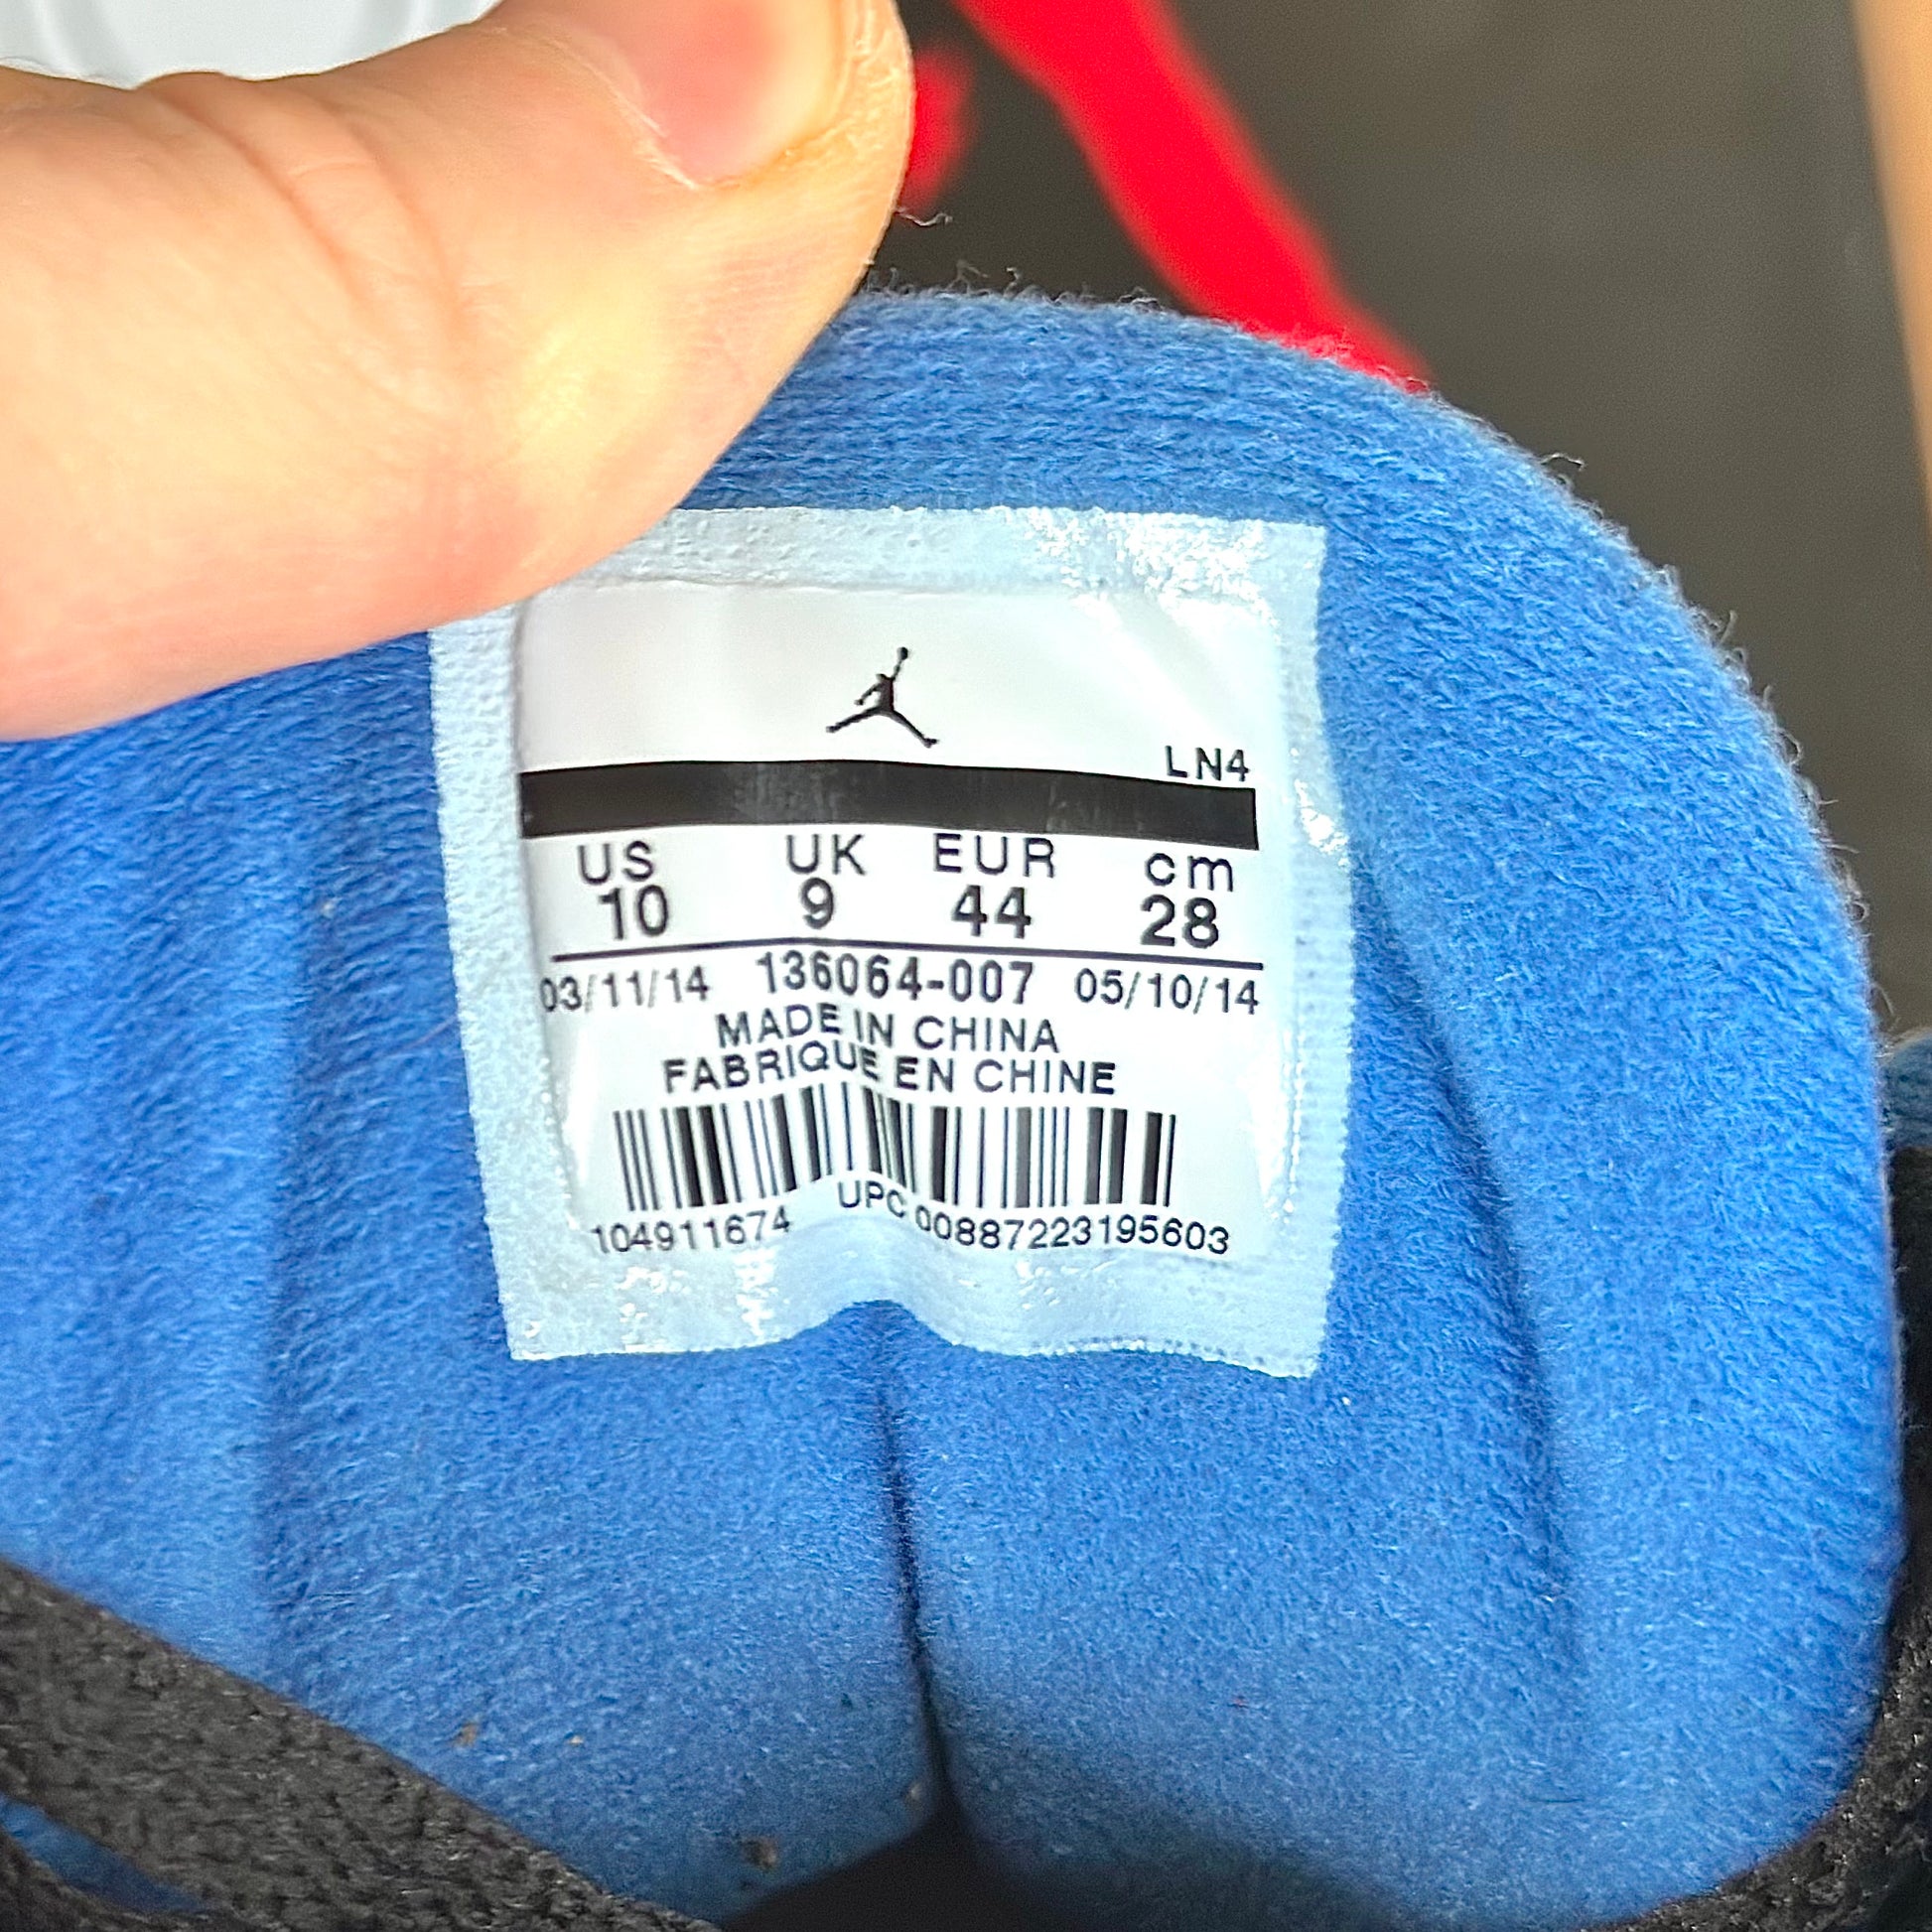 LN4
US UK EUR cm
10 9 44 28
03/11/14 136064-007 05/10/14
MADE IN CHINA
FABRIQUE EN CHINE
104911674 UPC 00887223195603